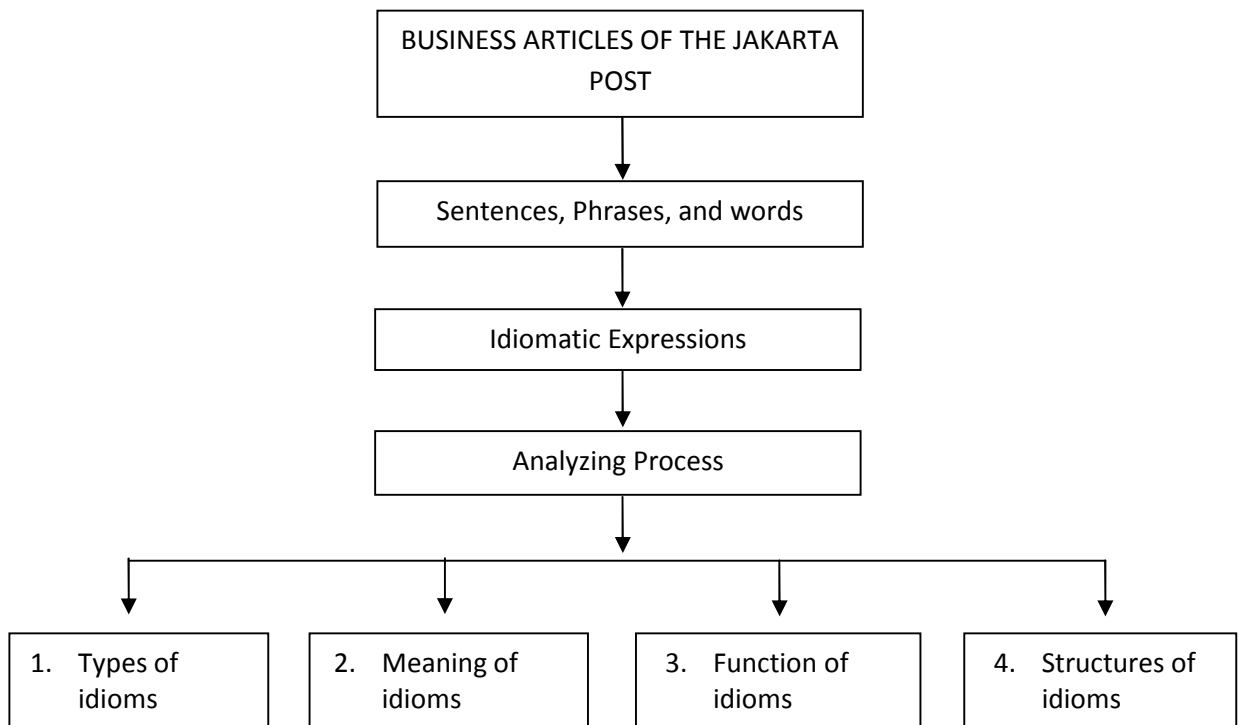 BUSINESS ARTICLES OF THE JAKARTA
POST
Sentences, Phrases, and words
Idiomatic Expressions
Analyzing Process
1. Types of
idioms
2. Meaning of
idioms
3. Function of
idioms
4. Structures of
idioms